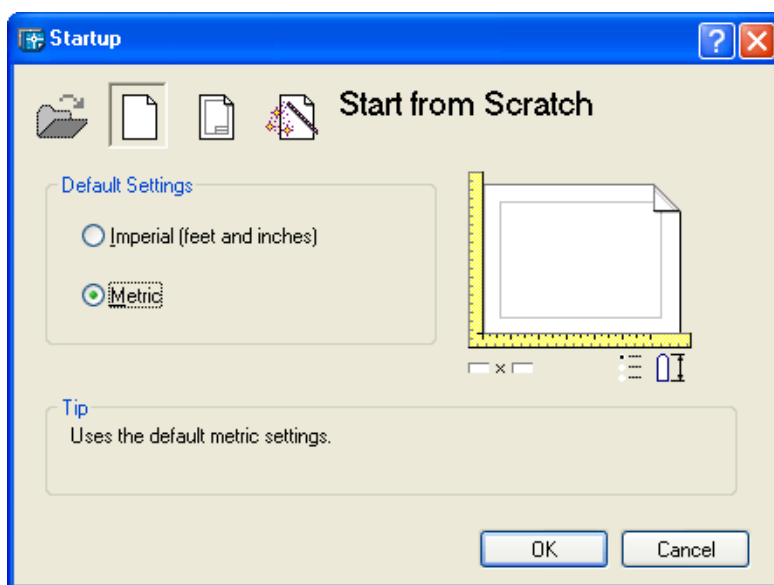 Startup
Start from Scratch
Default Settings
Imperial (feet and inches)
Metric
Tip
Uses the default metric settings.
OK
Cancel